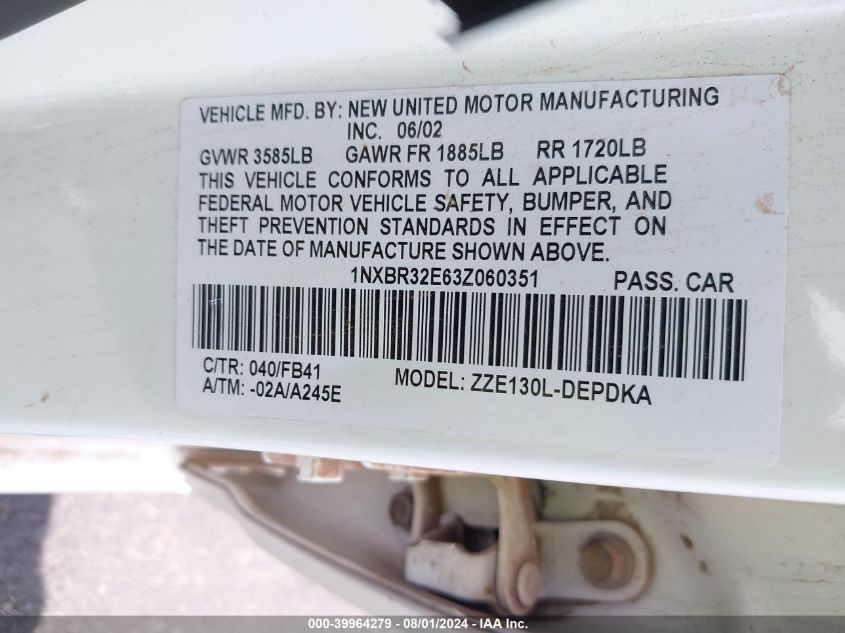 VEHICLE MFD. BY: NEW UNITED MOTOR MANUFACTURING
INC. 06/02
GVWR 3585LB GAWR FR 1885LB RR 1720LB
THIS VEHICLE CONFORMS TO ALL APPLICABLE
FEDERAL MOTOR VEHICLE SAFETY, BUMPER, AND
THEFT PREVENTION STANDARDS IN EFFECT ON
THE DATE OF MANUFACTURE SHOWN ABOVE.
1NXBR32E63Z060351 PASS. CAR
C/TR: 040/FB41
A/TM: -02A/A245E MODEL: ZZE130L-DEPDKA
000-39964279 - 08/01/2024 - IAA Inc.